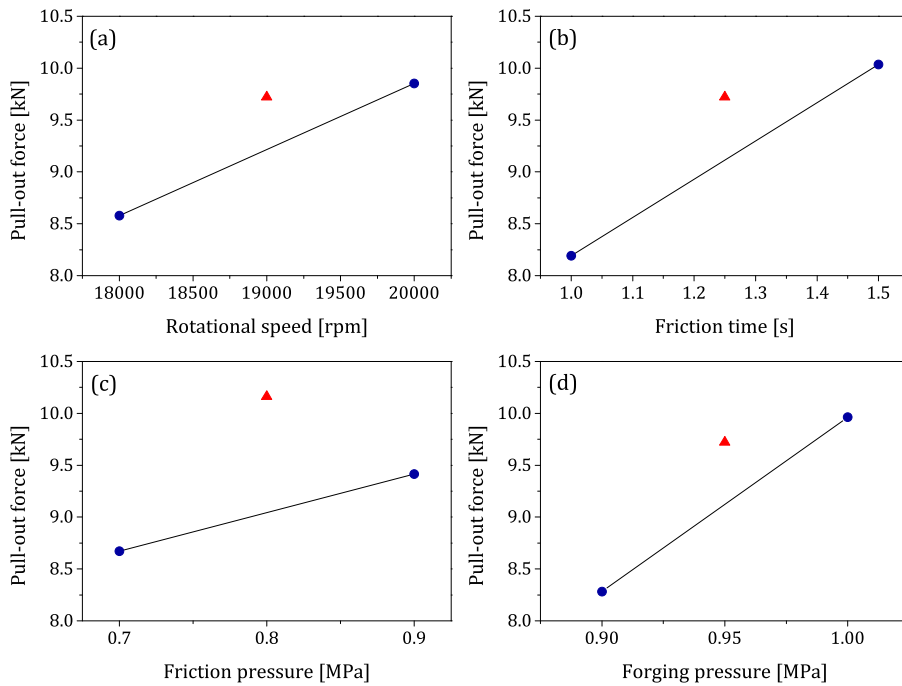 (a)
10.5
10.0
9.5
9.0
8.5
8.0
Pull-out force [kN]
18000 18500 19000 19500 20000
Rotational speed [rpm]
(b)
10.5
10.0
9.5
9.0
8.5
8.0
Pull-out force [kN]
1.0 1.1 1.2 1.3 1.4 1.5
Friction time [s]
(c)
10.5
10.0
9.5
9.0
8.5
8.0
Pull-out force [kN]
0.7 0.8 0.9
Friction pressure [MPa]
(d)
10.5
10.0
9.5
9.0
8.5
8.0
Pull-out force [kN]
0.90 0.95 1.00
Forging pressure [MPa]